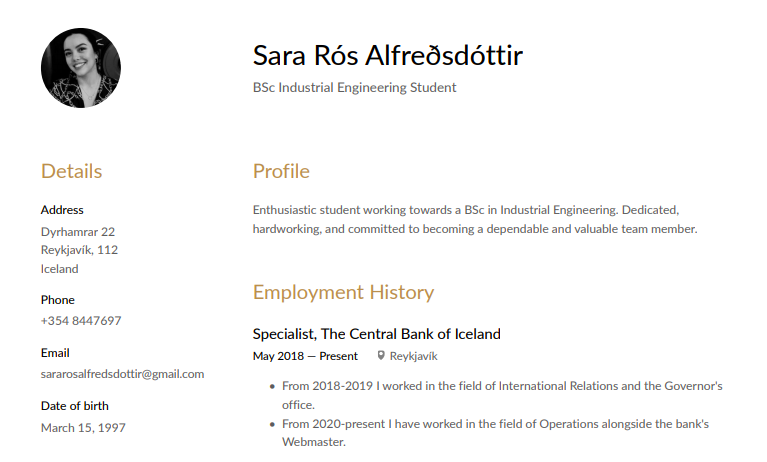 Sara Rós Alfreðsdóttir
BSc Industrial Engineering Student
Details
Address
Dyrhamrar 22
Reykjavík, 112
Iceland
Phone
+354 8447697
Email
sararosalfredsdottir@gmail.com
Date of birth
March 15, 1997
Profile
Enthusiastic student working towards a BSc in Industrial Engineering. Dedicated,
hardworking, and committed to becoming a dependable and valuable team member.
Employment History
Specialist, The Central Bank of Iceland
May 2018 — Present Reykjavík
• From 2018-2019 I worked in the field of International Relations and the Governor's
office.
• From 2020-present I have worked in the field of Operations alongside the bank's
Webmaster.